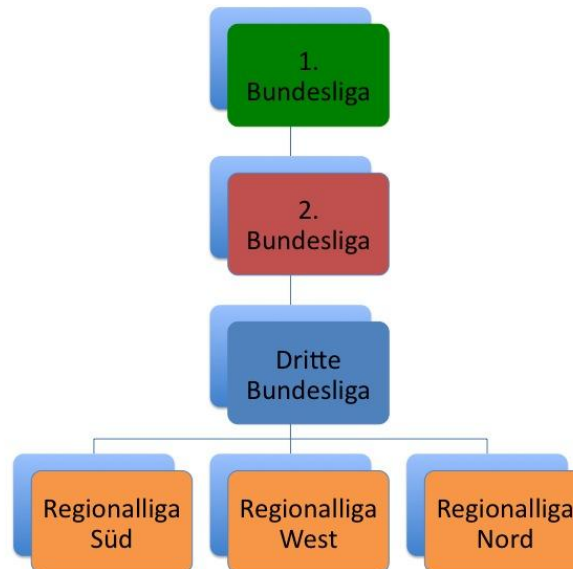 1.
Bundesliga
2.
Bundesliga
Dritte
Bundesliga
Regionalliga
Süd
Regionalliga
West
Regionalliga
Nord